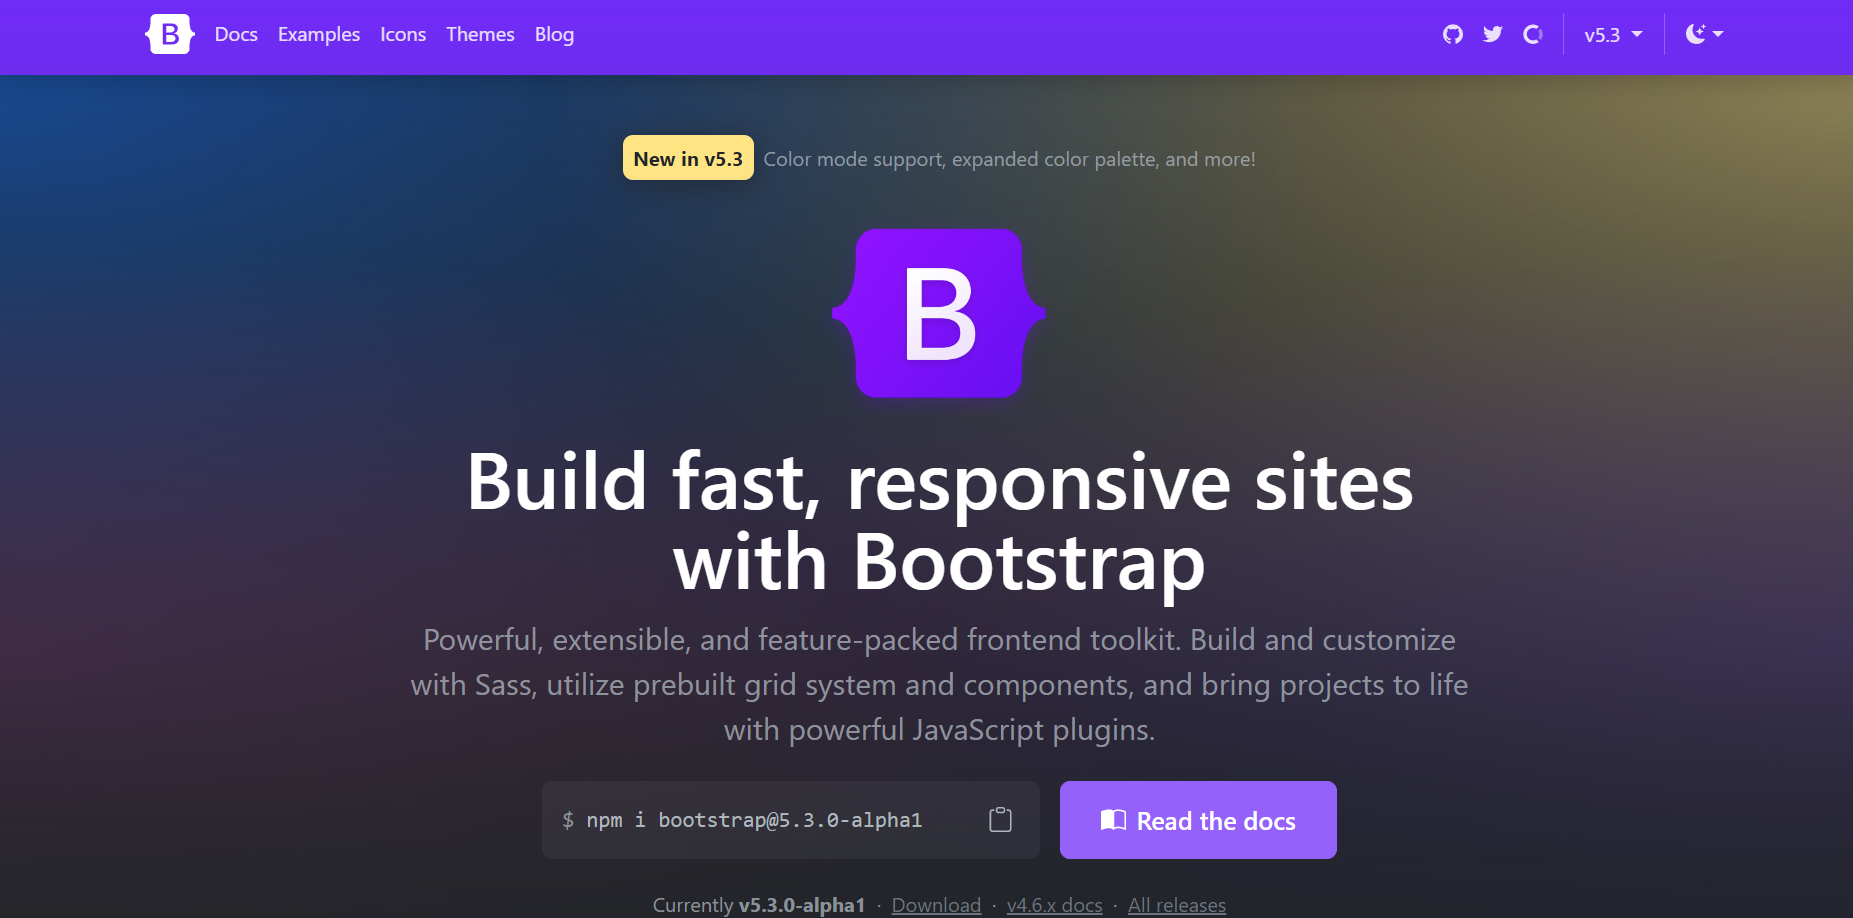 B Docs Examples Icons Themes Blog v5.3
New in v5.3 Color mode support, expanded color palette, and more!
B
Build fast, responsive sites
with Bootstrap
Powerful, extensible, and feature-packed frontend toolkit. Build and customize
with Sass, utilize prebuilt grid system and components, and bring projects to life
with powerful JavaScript plugins.
$ npm i bootstrap@5.3.0-alpha1 Read the docs
Currently v5.3.0-alpha1 · Download · v4.6.x docs · All releases